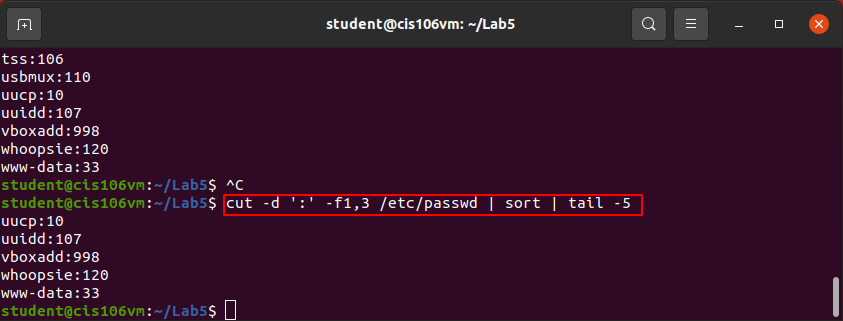 student@cis106vm: ~/Lab5
tss:106
usbmux:110
uucp:10
uuidd:107
vboxadd:998
whoopsie:120
www-data:33
student@cis106vm:~/Lab5$ ^C
student@cis106vm:~/Lab5$ cut -d ':' -f1,3 /etc/passwd | sort | tail -5
uucp:10
uuidd:107
vboxadd:998
whoopsie:120
www-data:33
student@cis106vm:~/Lab5$